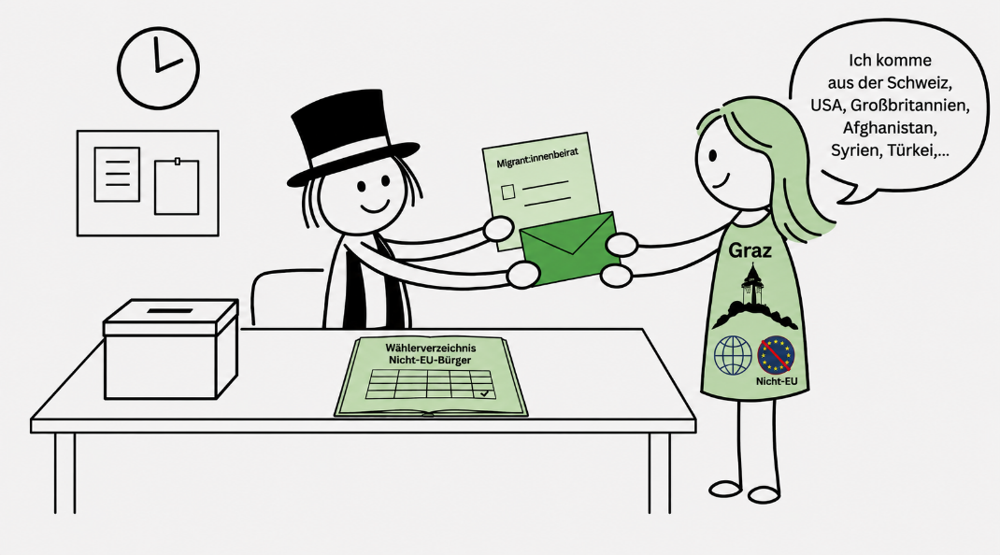 Ich komme
aus der Schweiz,
USA, Großbritannien,
Afghanistan,
Syrien, Türkei,...
Migrant:innenbeirat
Graz
Nicht-EU
Wählerverzeichnis
Nicht-EU-Bürger